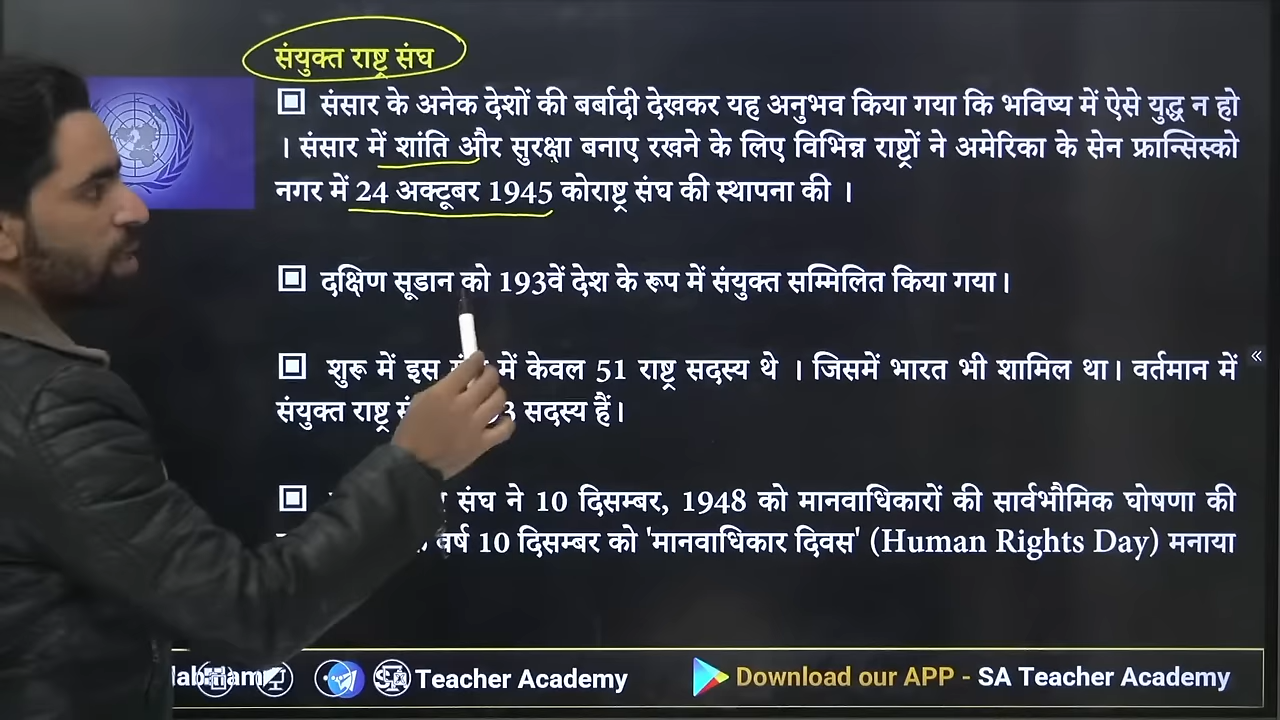 संयुक्त राष्ट्र संघ
संसार के अनेक देशों की बर्बादी देखकर यह अनुभव किया गया कि भविष्य में ऐसे युद्ध न हो
। संसार में शांति और सुरक्षा बनाए रखने के लिए विभिन्न राष्ट्रों ने अमेरिका के सेन फ्रान्सिस्को
नगर में 24 अक्टूबर 1945 कोराष्ट्र संघ की स्थापना की ।
दक्षिण सूडान को 193वें देश के रूप में संयुक्त सम्मिलित किया गया।
शुरू में इस में केवल 51 राष्ट्र सदस्य थे । जिसमें भारत भी शामिल था। वर्तमान में
संयुक्त राष्ट्र सदस्य हैं।
संघ ने 10 दिसम्बर, 1948 को मानवाधिकारों की सार्वभौमिक घोषणा की
वर्ष 10 दिसम्बर को 'मानवाधिकार दिवस' (Human Rights Day) मनाया
Teacher Academy
Download our APP - SA Teacher Academy